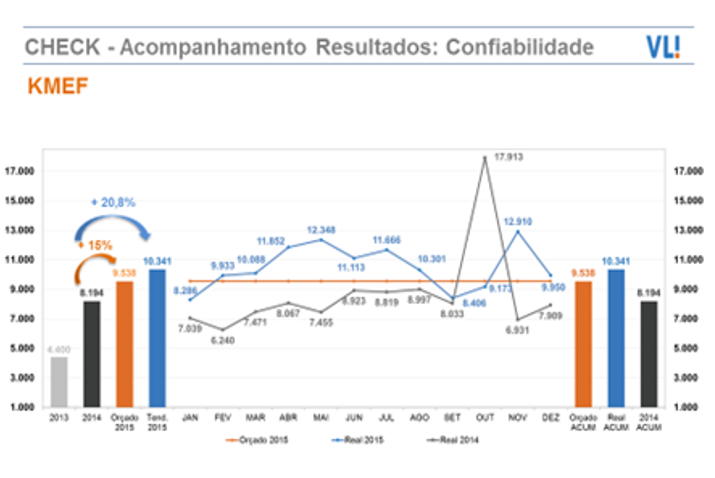 CHECK - Acompanhamento Resultados: Confiabilidade
VL!
KMEF
17.000
15.000
13.000
11.000
9.000
7.000
5.000
3.000
1.000
+ 20,8%
+ 15%
4.400
8.194
9.538
10.341
8.286
9.933
10.088
11.852
12.348
11.113
11.666
10.301
8.406
9.173
12.910
9.950
7.039
6.240
7.471
8.067
7.455
8.923
8.819
8.997
8.033
17.913
6.931
7.909
9.538
10.341
8.194
17.000
15.000
13.000
11.000
9.000
7.000
5.000
3.000
1.000
2013
2014
Orçado
2015
Tend.
2015
JAN
FEV
MAR
ABR
MAI
JUN
JUL
AGO
SET
OUT
NOV
DEZ
Orçado
ACUM
Real
ACUM
2014
ACUM
Orçado 2015
Real 2015
Real 2014